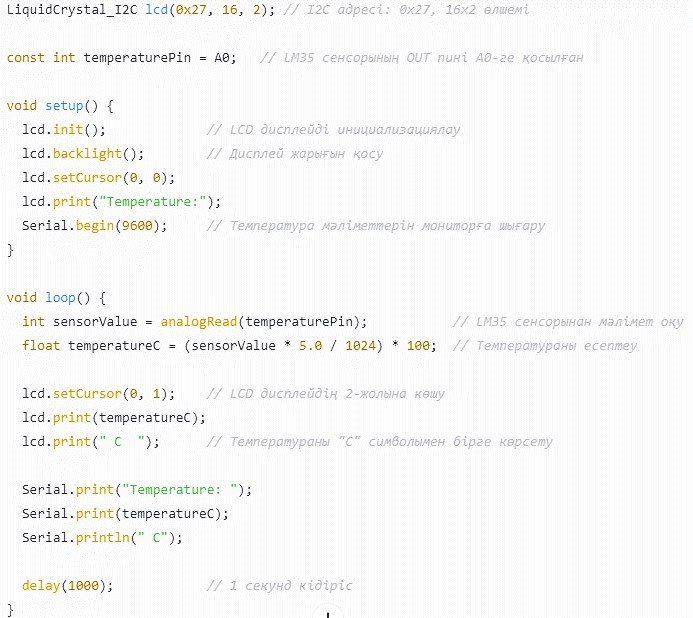 LiquidCrystal_I2C lcd(0x27, 16, 2); // I2C адресі: 0x27, 16x2 өлшемі
const int temperaturePin = A0;   // LM35 сенсорының OUT пині A0-ге қосылған
void setup() {
  lcd.init();             // LCD дисплейді инициализациялау
  lcd.backlight();        // Дисплей жарығын қосу
  lcd.setCursor(0, 0);
  lcd.print("Temperature:");
  Serial.begin(9600);     // Температура мәліметтерін мониторға шығару
}
void loop() {
  int sensorValue = analogRead(temperaturePin);           // LM35 сенсорынан мәлімет оқу
  float temperatureC = (sensorValue * 5.0 / 1024) * 100;  // Температураны есептеу
  lcd.setCursor(0, 1);    // LCD дисплейдің 2-жолына көшу
  lcd.print(temperatureC);
  lcd.print(" C  ");      // Температураны "C" символымен бірге көрсету
  Serial.print("Temperature: ");
  Serial.print(temperatureC);
  Serial.println(" C");
  delay(1000);            // 1 секунд кідіріс
}